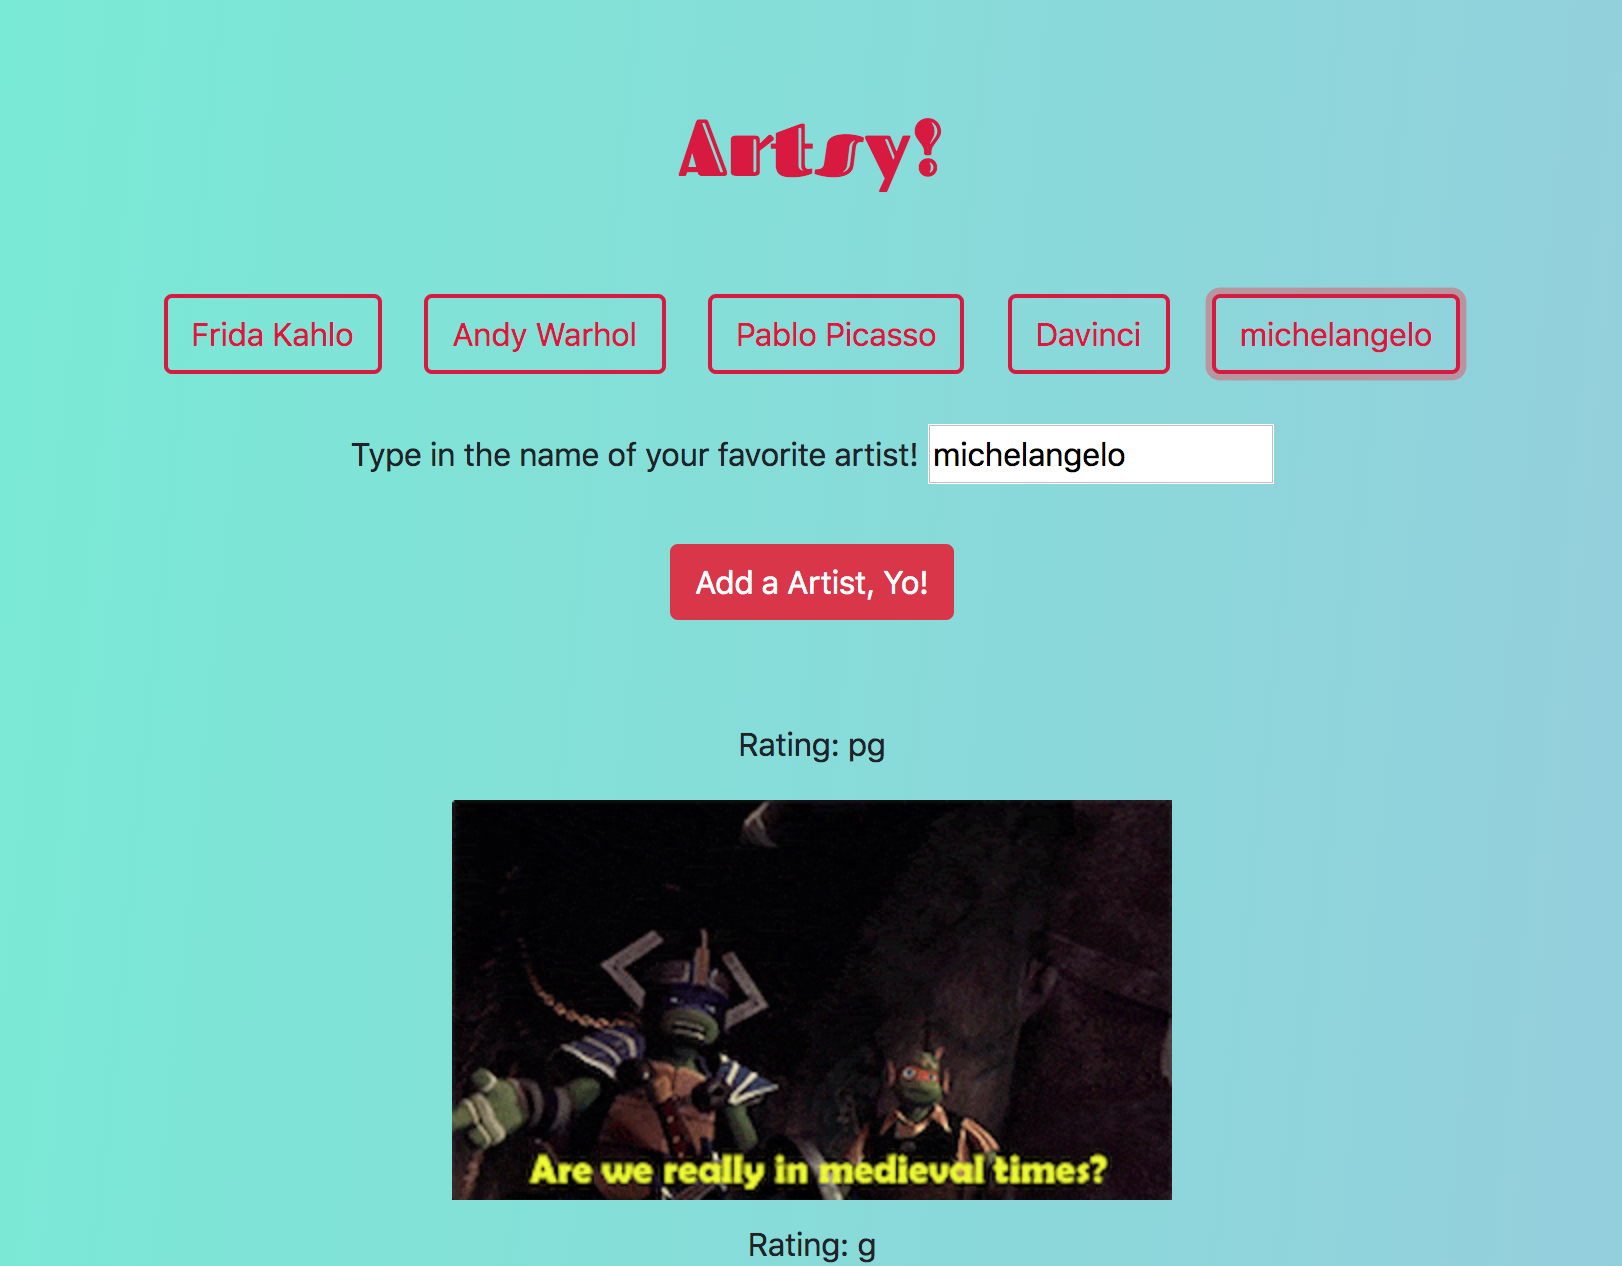 Artsy!
Frida Kahlo
Andy Warhol
Pablo Picasso
Davinci
michelangelo
Type in the name of your favorite artist! michelangelo
Add a Artist, Yo!
Rating: pg
Are we really in medieval times?
Rating: g